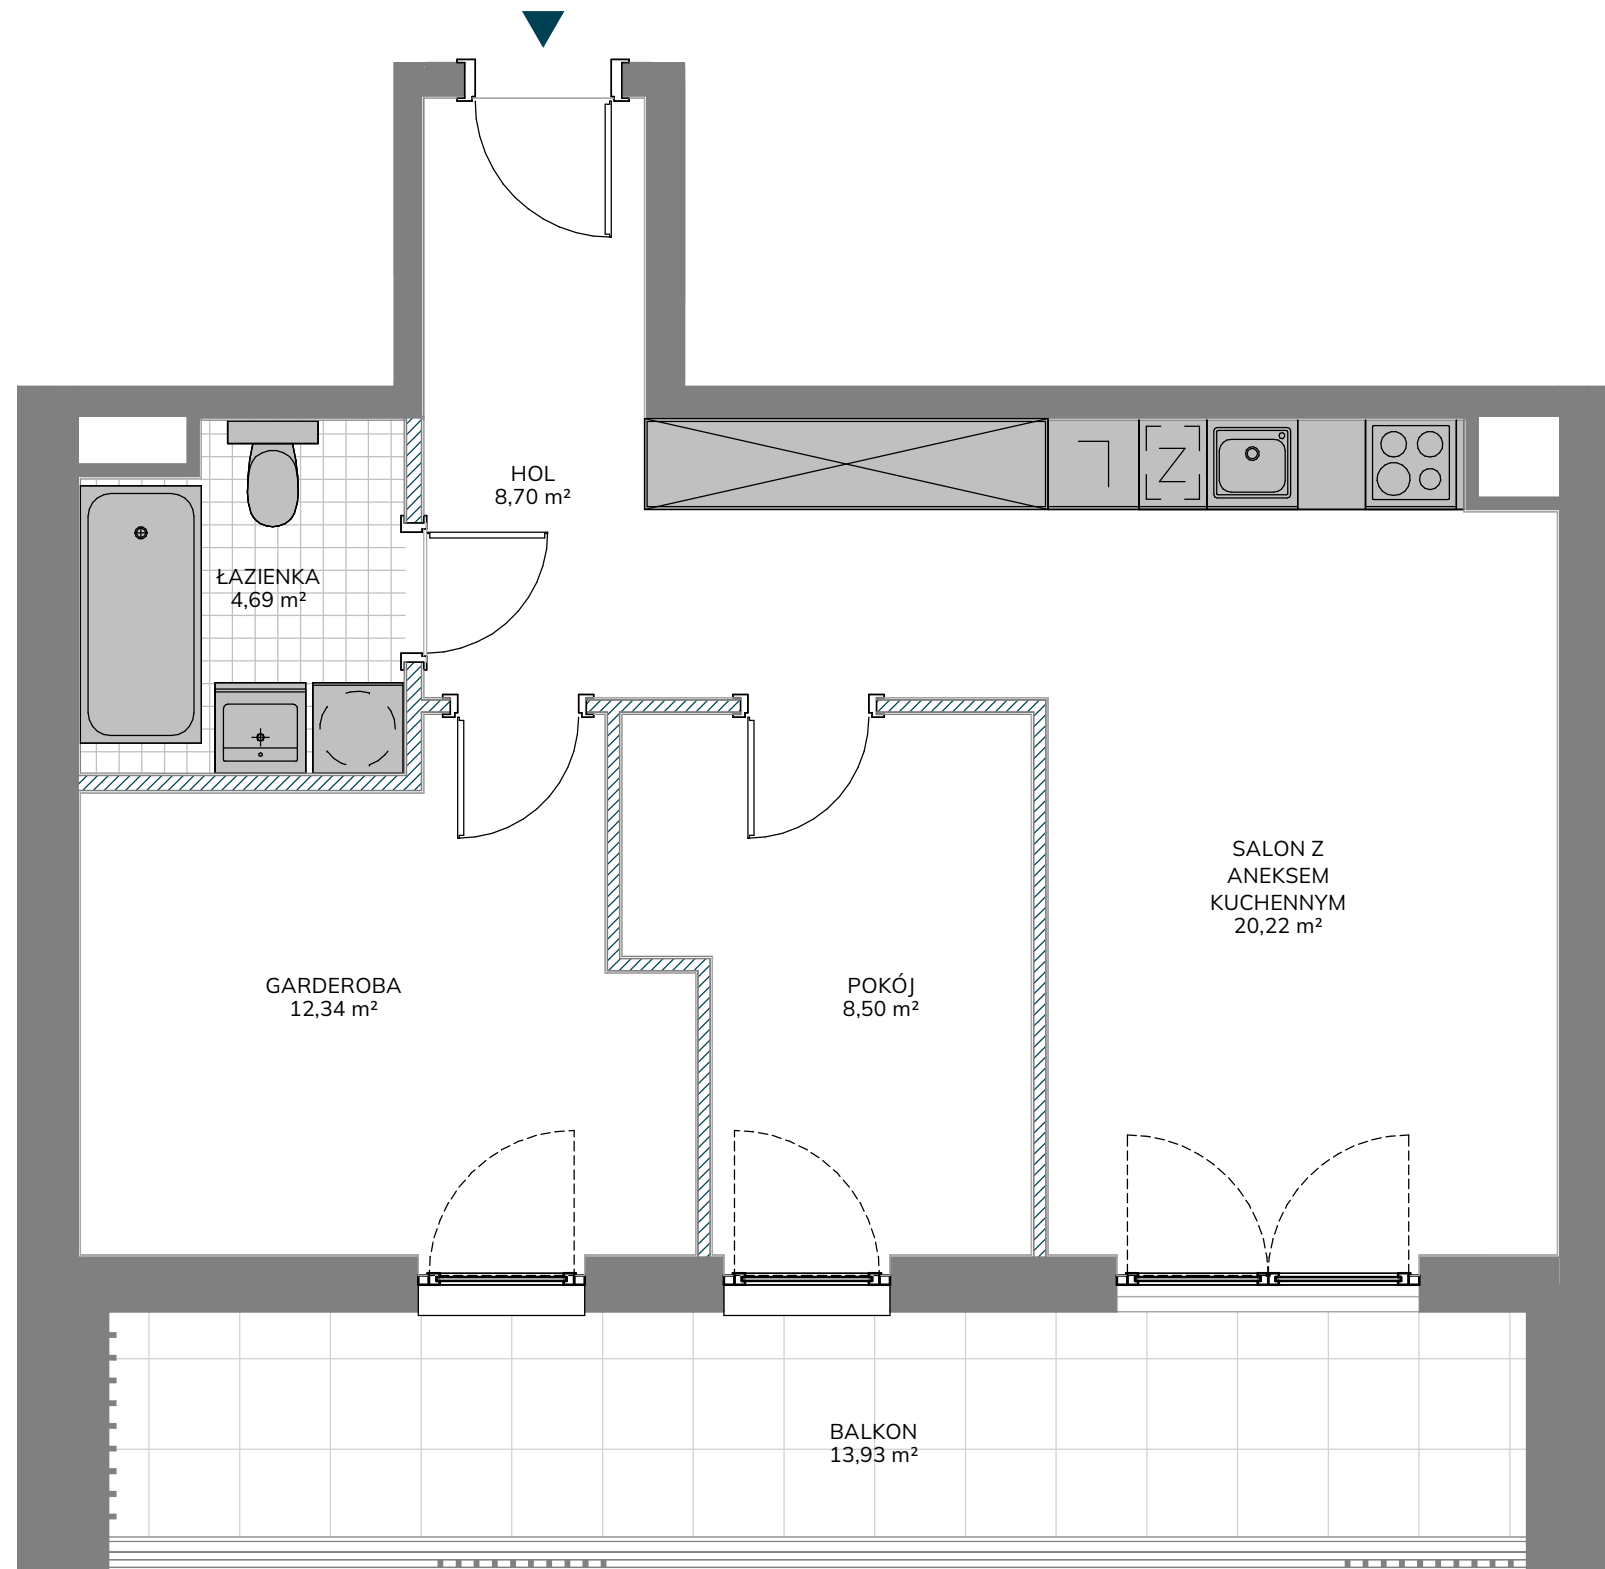 HOL
8,70 m²
Z
ŁAZIENKA
4,69 m²
SALON Z
ANEKSEM
KUCHENNYM
20,22 m²
GARDEROBA
12,34 m²
POKÓJ
8,50 m²
BALKON
13,93 m²